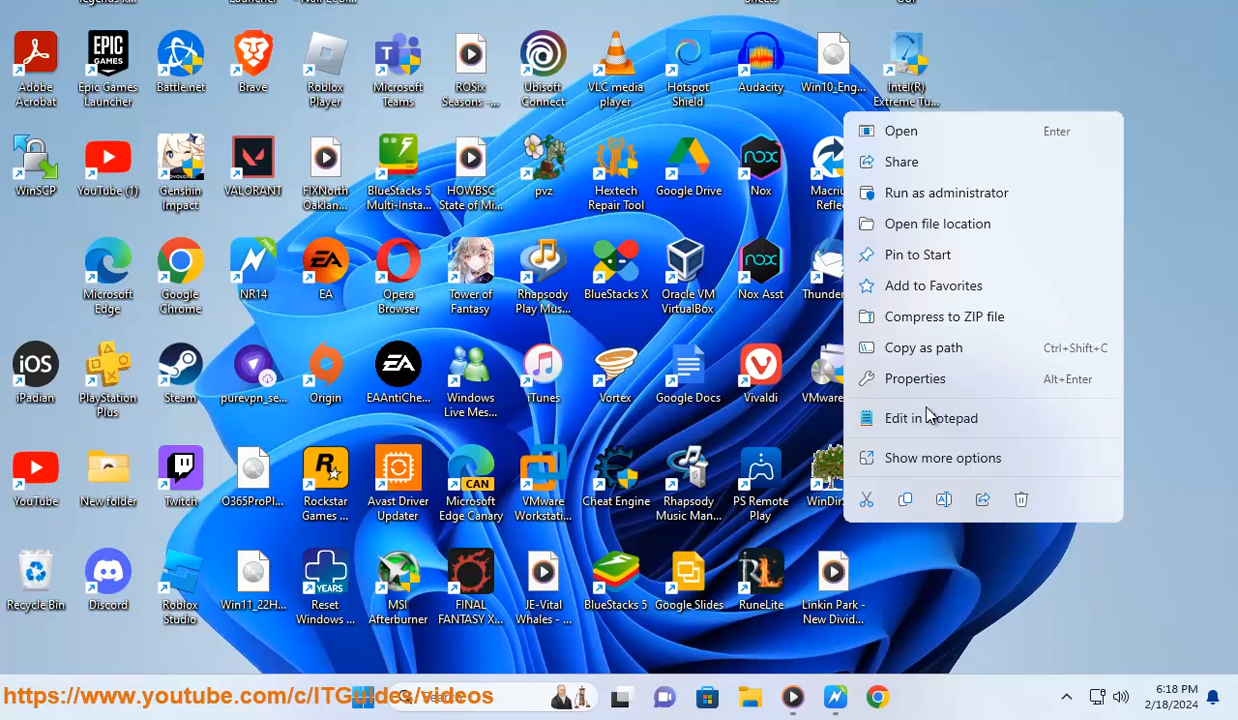 Adobe Acrobat
Epic Games Launcher
Battle.net
Brave
Roblox Player
Microsoft Teams
ROSix Seasons -...
Ubisoft Connect
VLC media player
Hotspot Shield
Audacity
Win10_Eng...
Intel(R) Extreme Tu...
WinSCP
YouTube (1)
Genshin Impact
VALORANT
FIXNorth Oaklan...
BlueStacks 5 Multi-Insta...
HOWBSC State of Mi...
pvz
Hextech Repair Tool
Google Drive
Nox
Macriu
Refle
Microsoft Edge
Google Chrome
NR14
EA
Opera Browser
Tower of Fantasy
Rhapsody Play Mus...
BlueStacks X
Oracle VM VirtualBox
Nox Asst
Thunder
iOS
iPadian
PlayStation Plus
Steam
purevpn_se...
Origin
EAAntiChe...
Windows Live Mes...
iTunes
Vortex
Google Docs
Vivaldi
VMware
YouTube
New folder
Twitch
O365ProPl...
Rockstar Games ...
Avast Driver Updater
CAN
Microsoft Edge Canary
VMware Workstati...
Cheat Engine
Rhapsody Music Man...
PS Remote Play
WinDirS
Recycle Bin
Discord
Roblox Studio
Win11_22H...
YEARS
Reset Windows ...
MSI Afterburner
FINAL FANTASY X...
JE-Vital Whales - ...
BlueStacks 5
Google Slides
RuneLite
Linkin Park - New Divid...
Open Enter
Share
Run as administrator
Open file location
Pin to Start
Add to Favorites
Compress to ZIP file
Copy as path Ctrl+Shift+C
Properties Alt+Enter
Edit in Notepad
Show more options
https://www.youtube.com/c/ITGuides/videos
6:18 PM
2/18/2024